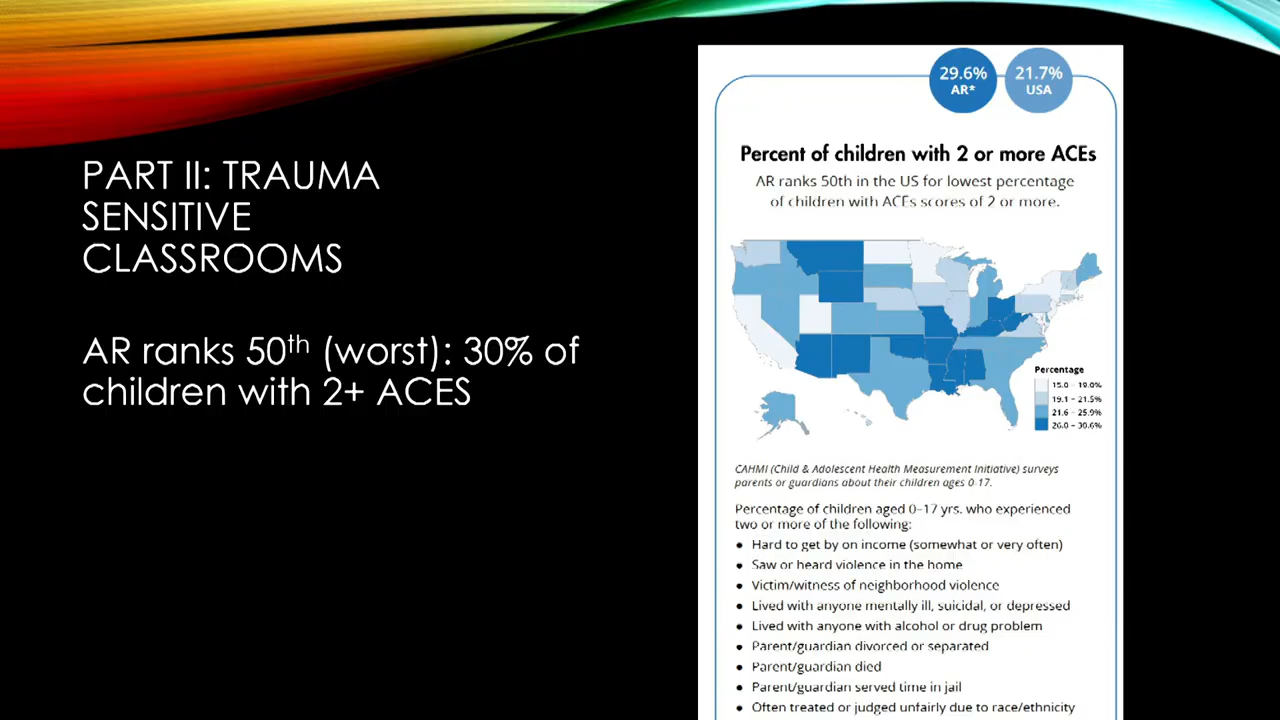 PART II: TRAUMA
SENSITIVE
CLASSROOMS
AR ranks 50th (worst): 30% of
children with 2+ ACES
29.6%
AR*
21.7%
USA
Percent of children with 2 or more ACEs
AR ranks 50th in the US for lowest percentage
of children with ACEs scores of 2 or more.
Percentage
15.0 – 19.0%
19.1 – 21.5%
21.6 – 25.9%
26.0 – 30.6%
CAHMI (Child & Adolescent Health Measurement Initiative) surveys
parents or guardians about their children ages 0-17.
Percentage of children aged 0–17 yrs. who experienced
two or more of the following:
• Hard to get by on income (somewhat or very often)
• Saw or heard violence in the home
• Victim/witness of neighborhood violence
• Lived with anyone mentally ill, suicidal, or depressed
• Lived with anyone with alcohol or drug problem
• Parent/guardian divorced or separated
• Parent/guardian died
• Parent/guardian served time in jail
• Often treated or judged unfairly due to race/ethnicity